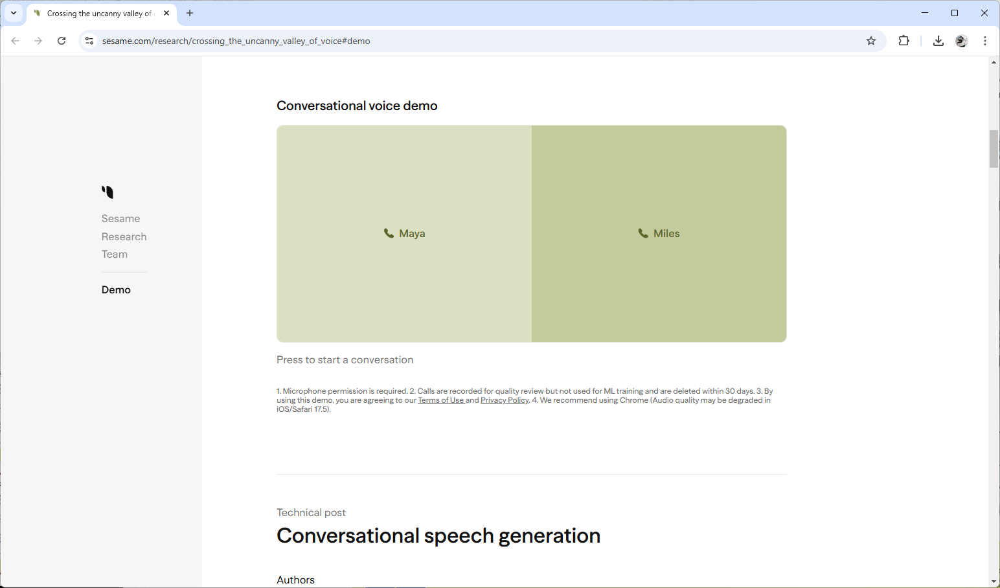 Crossing the uncanny valley of
sesame.com/research/crossing_the_uncanny_valley_of_voice#demo
Sesame
Research
Team
Demo
Conversational voice demo
Maya
Miles
Press to start a conversation
1. Microphone permission is required. 2. Calls are recorded for quality review but not used for ML training and are deleted within 30 days. 3. By
using this demo, you are agreeing to our Terms of Use and Privacy Policy. 4. We recommend using Chrome (Audio quality may be degraded in
iOS/Safari 17.5).
Technical post
Conversational speech generation
Authors